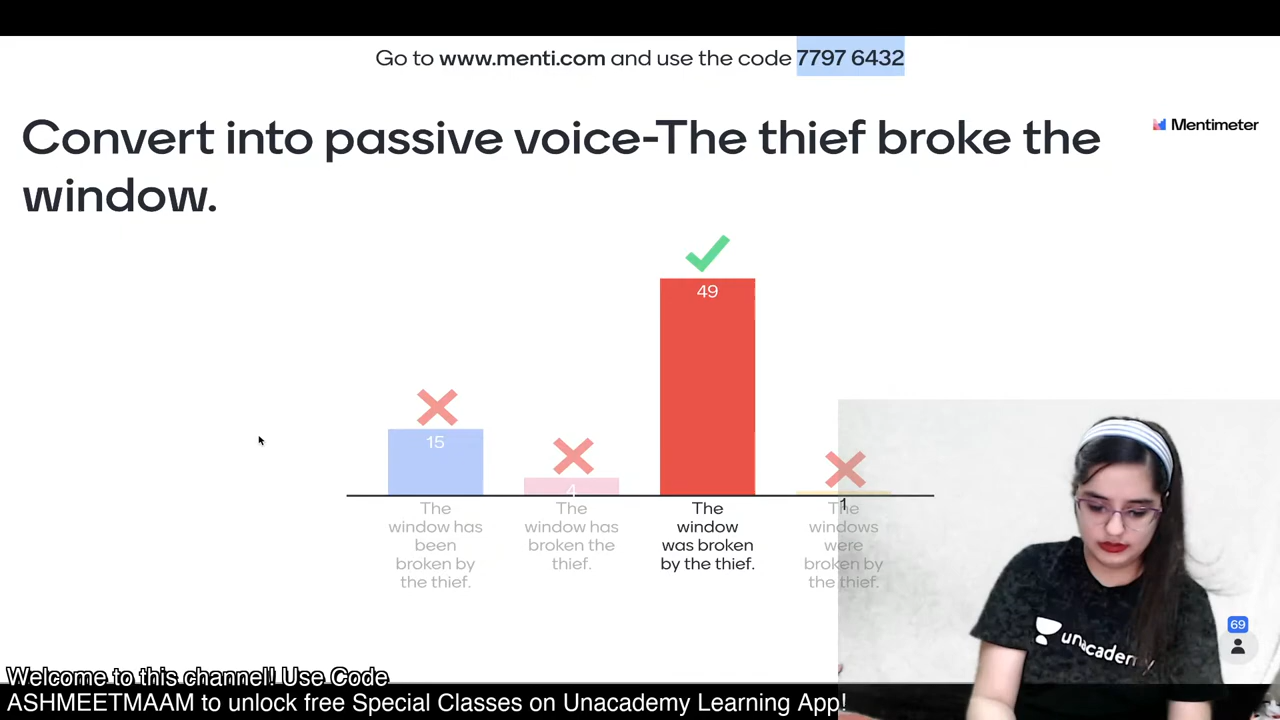 Go to www.menti.com and use the code 7797 6432
Convert into passive voice-The thief broke the
window.
Mentimeter
49
15
4
1
The
window has
been
broken by
the thief.
The
window has
broken the
thief.
The
window
was broken
by the thief.
The
windows
were
broken by
the thief.
unacademy
69
Welcome to this channel! Use Code
ASHMEETMAAM to unlock free Special Classes on Unacademy Learning App!